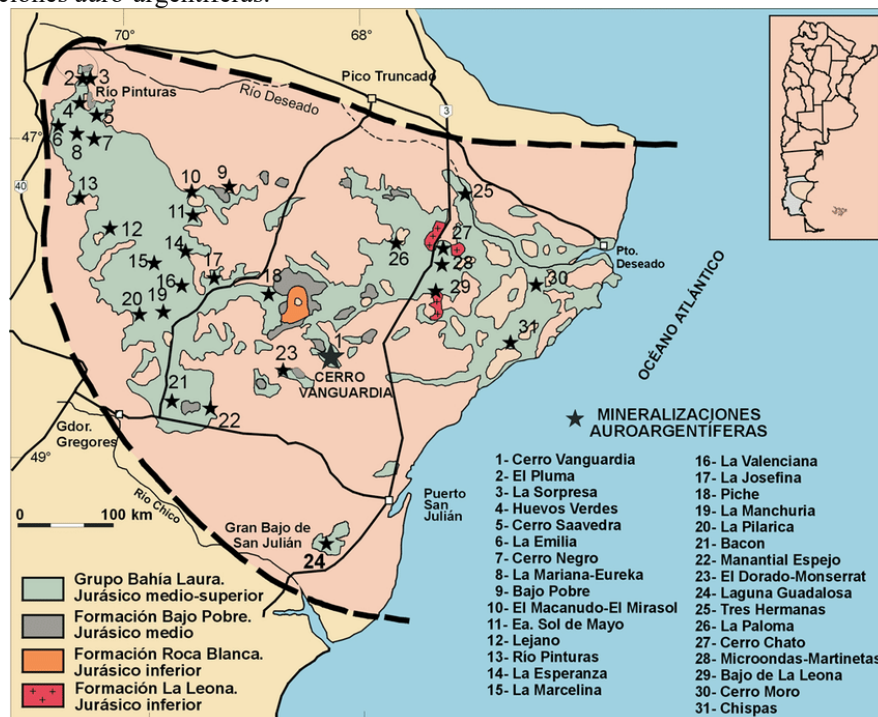 ciones auro-argentíferas.
70°
68°
2
3
Pico Truncado
Río Pinturas
Río Deseado
3
4
5
47°
6
7
8
40
10
9
13
25
11
12
27
14
26
Pto.
Deseado
15
17
28
16
18
29
30
20
19
1
31
23
CERRO
VANGUARDIA
OCÉANO ATLÁNTICO
21
22
Gdor.
Gregores
MINERALIZACIONES
AUROARGENTÍFERAS
49°
Río Chico
Puerto
San
Julián
0 100 km
Gran Bajo de
San Julián
24
1- Cerro Vanguardia
2- El Pluma
3- La Sorpresa
4- Huevos Verdes
5- Cerro Saavedra
6- La Emilia
7- Cerro Negro
8- La Mariana-Eureka
9- Bajo Pobre
10- El Macanudo-El Mirasol
11- Ea. Sol de Mayo
12- Lejano
13- Río Pinturas
14- La Esperanza
15- La Marcelina
16- La Valenciana
17- La Josefina
18- Piche
19- La Manchuria
20- La Pilarica
21- Bacon
22- Manantial Espejo
23- El Dorado-Monserrat
24- Laguna Guadalosa
25- Tres Hermanas
26- La Paloma
27- Cerro Chato
28- Microondas-Martinetas
29- Bajo de La Leona
30- Cerro Moro
31- Chispas
Grupo Bahía Laura.
Jurásico medio-superior
Formación Bajo Pobre.
Jurásico medio
Formación Roca Blanca.
Jurásico inferior
Formación La Leona.
Jurásico inferior